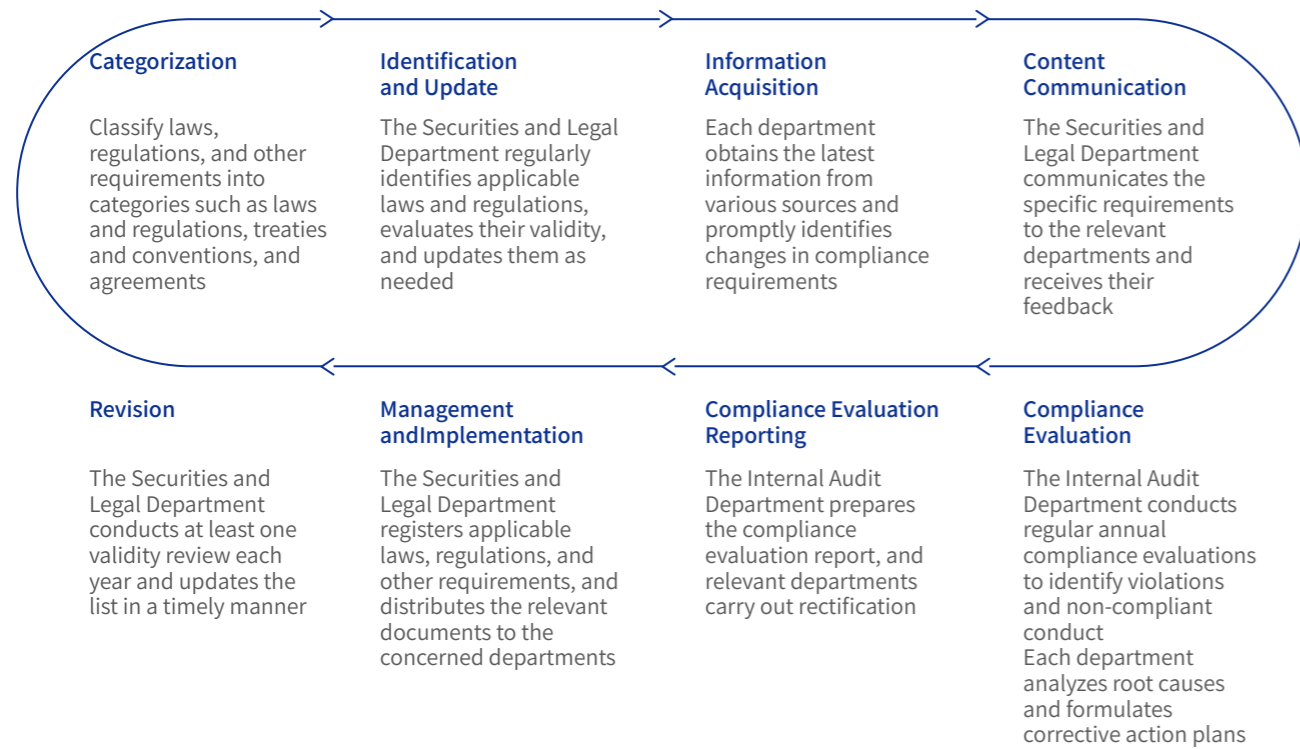 Categorization
Classify laws,
regulations, and other
requirements into
categories such as laws
and regulations, treaties
and conventions, and
agreements
Identification
and Update
The Securities and Legal
Department regularly
identifies applicable
laws and regulations,
evaluates their validity,
and updates them as
needed
Information
Acquisition
Each department
obtains the latest
information from
various sources and
promptly identifies
changes in compliance
requirements
Content
Communication
The Securities and
Legal Department
communicates the
specific requirements
to the relevant
departments and
receives their
feedback
Revision
The Securities and
Legal Department
conducts at least one
validity review each
year and updates the
list in a timely manner
Management
andImplementation
The Securities and
Legal Department
registers applicable
laws, regulations, and
other requirements, and
distributes the relevant
documents to the
concerned departments
Compliance Evaluation
Reporting
The Internal Audit
Department prepares
the compliance
evaluation report, and
relevant departments
carry out rectification
Compliance
Evaluation
The Internal Audit
Department conducts
regular annual
compliance evaluations
to identify violations
and non-compliant
conduct
Each department
analyzes root causes
and formulates
corrective action plans